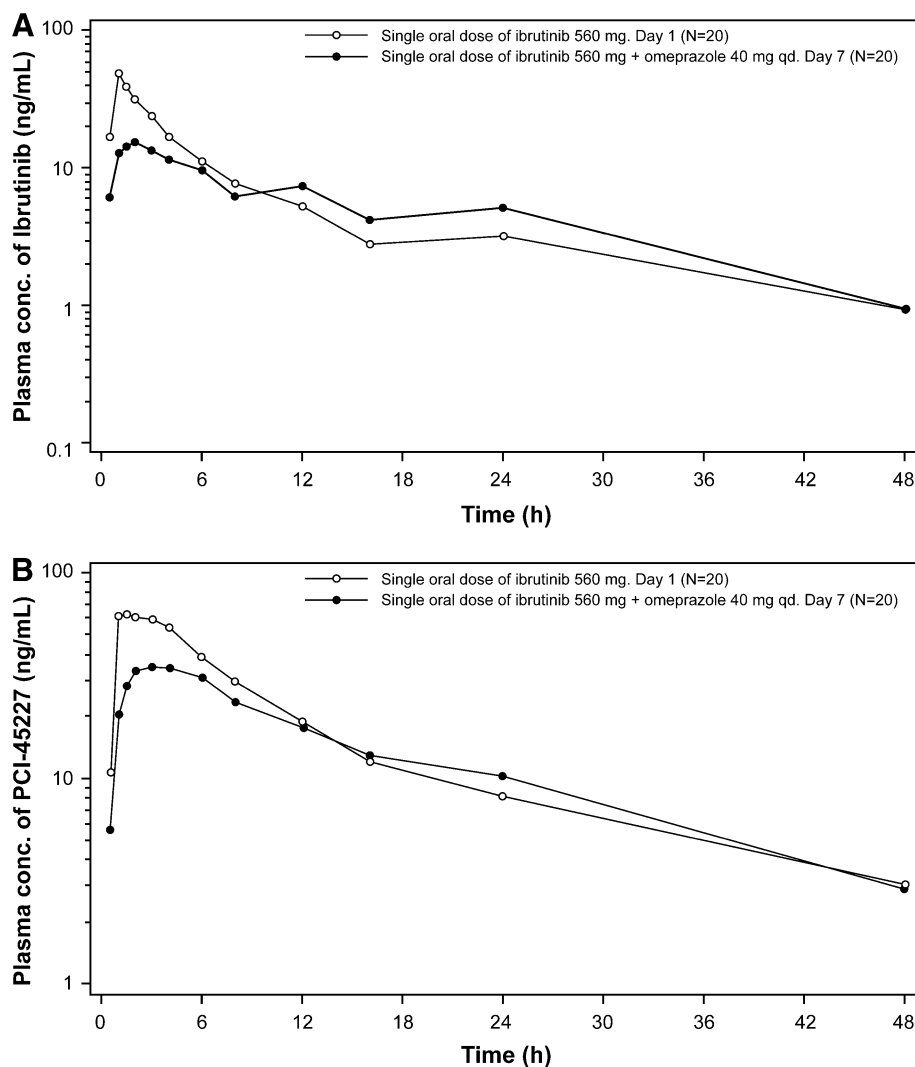 A
Plasma conc. of Ibrutinib (ng/mL)
100
10
1
0.1
Single oral dose of ibrutinib 560 mg. Day 1 (N=20)
Single oral dose of ibrutinib 560 mg + omeprazole 40 mg qd. Day 7 (N=20)
0 6 12 18 24 30 36 42 48
Time (h)
B
Plasma conc. of PCI-45227 (ng/mL)
100
10
1
Single oral dose of ibrutinib 560 mg. Day 1 (N=20)
Single oral dose of ibrutinib 560 mg + omeprazole 40 mg qd. Day 7 (N=20)
0 6 12 18 24 30 36 42 48
Time (h)